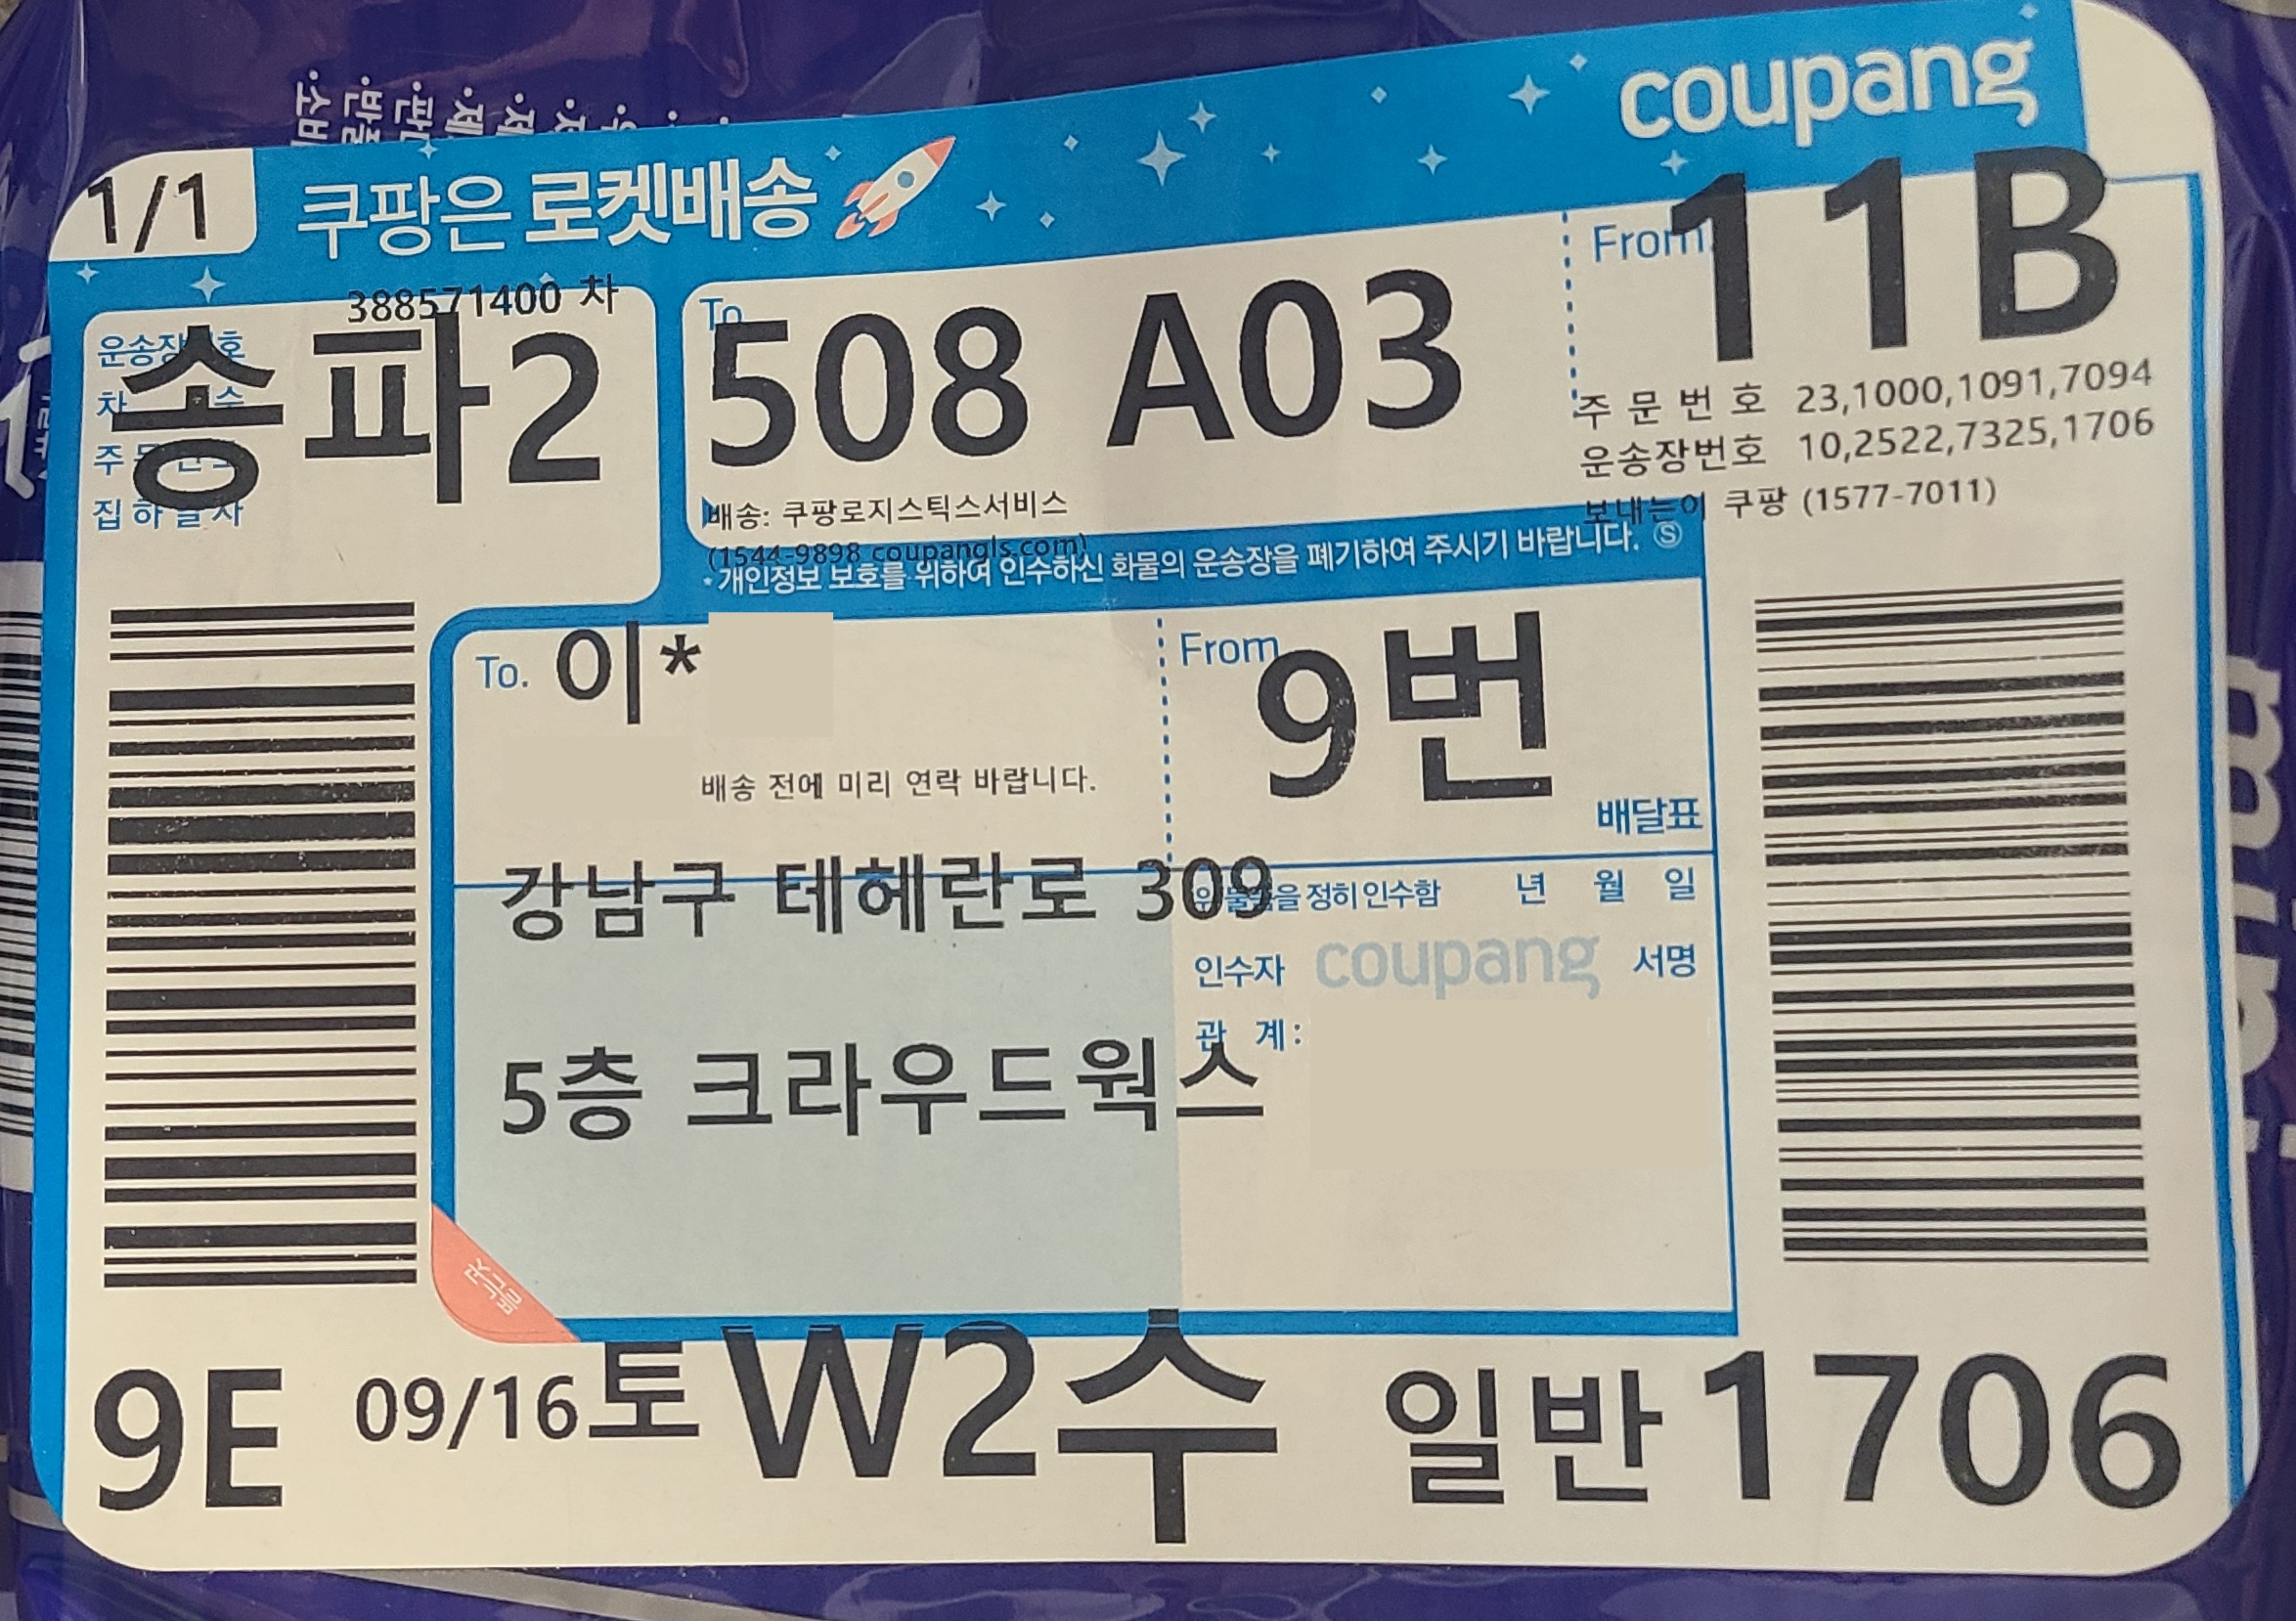 coupang
1/1
쿠팡은 로켓배송
388571400 차
From.
11B
To.
송파2
508 A03
운송장번호
차
주문번호
집하일자
주문번호 23,1000,1091,7094
운송장번호 10,2522,7325,1706
보내는이 쿠팡 (1577-7011)
배송: 쿠팡로지스틱스서비스
(1544-9898 coupangls.com)
*개인정보 보호를 위하여 인수하신 화물의 운송장을 폐기하여 주시기 바랍니다. Ⓢ
To. 이*
From.
9번
배송 전에 미리 연락 바랍니다.
배달표
강남구 테헤란로 309
위 물품을 정히 인수함 년 월 일
인수자 coupang 서명
관 계:
5층 크라우드웍스
9E 09/16 토 W2수 일반 1706